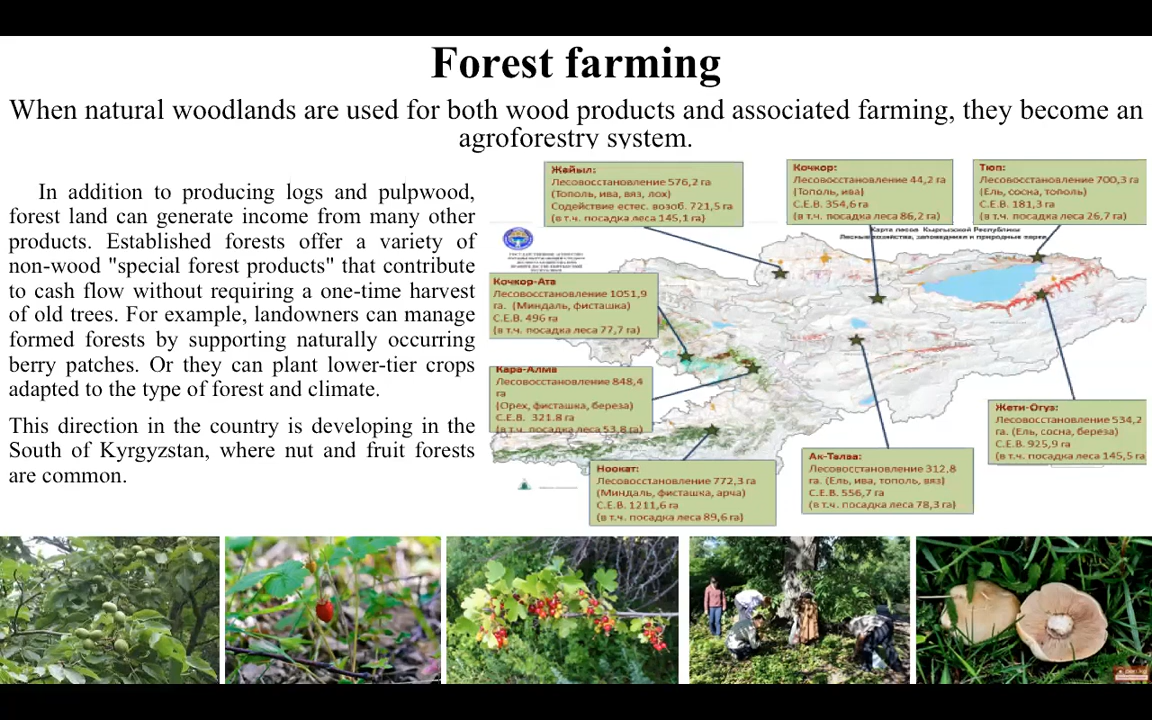 Forest farming
When natural woodlands are used for both wood products and associated farming, they become an
agroforestry system.
In addition to producing logs and pulpwood,
forest land can generate income from many other
products. Established forests offer a variety of
non-wood "special forest products" that contribute
to cash flow without requiring a one-time harvest
of old trees. For example, landowners can manage
formed forests by supporting naturally occurring
berry patches. Or they can plant lower-tier crops
adapted to the type of forest and climate.
This direction in the country is developing in the
South of Kyrgyzstan, where nut and fruit forests
are common.
Жайыл:
Лесовосстановление 576,2 га
(Тополь, ива, вяз, лох)
Содействие естес. возоб. 721,5 га
(в т.ч. посадка леса 145,1 га)
Кочкор:
Лесовосстановление 44,2 га
(Тополь, ива)
С.Е.В. 354,6 га
(в т.ч. посадка леса 86,2 га)
Тюп:
Лесовосстановление 700,3 га
(Ель, сосна, тополь)
С.Е.В. 181,3 га
(в т.ч. посадка леса 26,7 га)
Карта лесов Кыргызской Республики
Лесные хозяйства, заповедники и природные парки
Кочкор-Ата
Лесовосстановление 1051,9
га. (Миндаль, фисташка)
С.Е.В. 496 га
(в т.ч. посадка леса 77,7 га)
Кара-Алма
Лесовосстановление 848,4
га
(Орех, фисташка, береза)
С.Е.В. 321.8 га
(в т.ч. посадка леса 53,8 га)
Ноокат:
Лесовосстановление 772,3 га
(Миндаль, фисташка, арча)
С.Е.В. 1211,6 га
(в т.ч. посадка леса 89,6 га)
Ак-Талаа:
Лесовосстановление 312,8
га. (Ель, ива, тополь, вяз)
С.Е.В. 556,7 га
(в т.ч. посадка леса 78,3 га)
Жети-Огуз:
Лесовосстановление 534,2
га. (Ель, сосна, береза)
С.Е.В. 925,9 га
(в т.ч. посадка леса 145,5 га